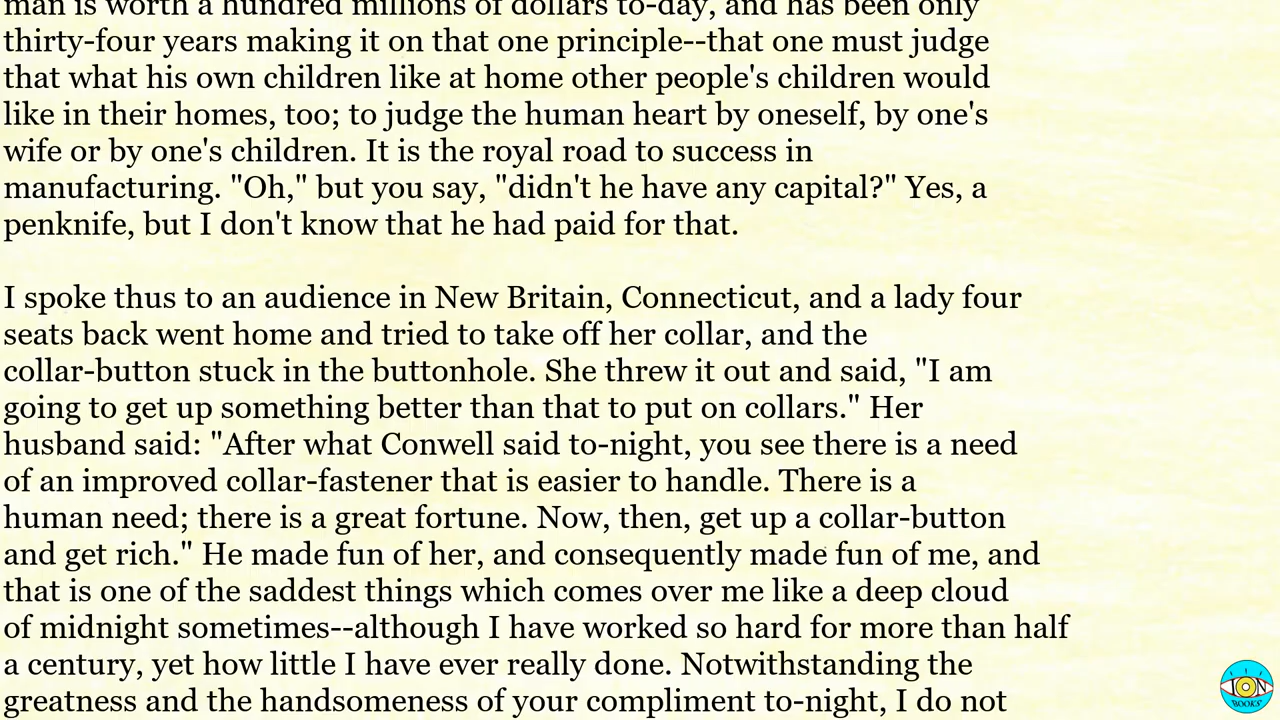 man is worth a hundred millions of dollars to-day, and has been only
thirty-four years making it on that one principle--that one must judge
that what his own children like at home other people's children would
like in their homes, too; to judge the human heart by oneself, by one's
wife or by one's children. It is the royal road to success in
manufacturing. "Oh," but you say, "didn't he have any capital?" Yes, a
penknife, but I don't know that he had paid for that.
I spoke thus to an audience in New Britain, Connecticut, and a lady four
seats back went home and tried to take off her collar, and the
collar-button stuck in the buttonhole. She threw it out and said, "I am
going to get up something better than that to put on collars." Her
husband said: "After what Conwell said to-night, you see there is a need
of an improved collar-fastener that is easier to handle. There is a
human need; there is a great fortune. Now, then, get up a collar-button
and get rich." He made fun of her, and consequently made fun of me, and
that is one of the saddest things which comes over me like a deep cloud
of midnight sometimes--although I have worked so hard for more than half
a century, yet how little I have ever really done. Notwithstanding the
greatness and the handsomeness of your compliment to-night, I do not
ION
BOOKS